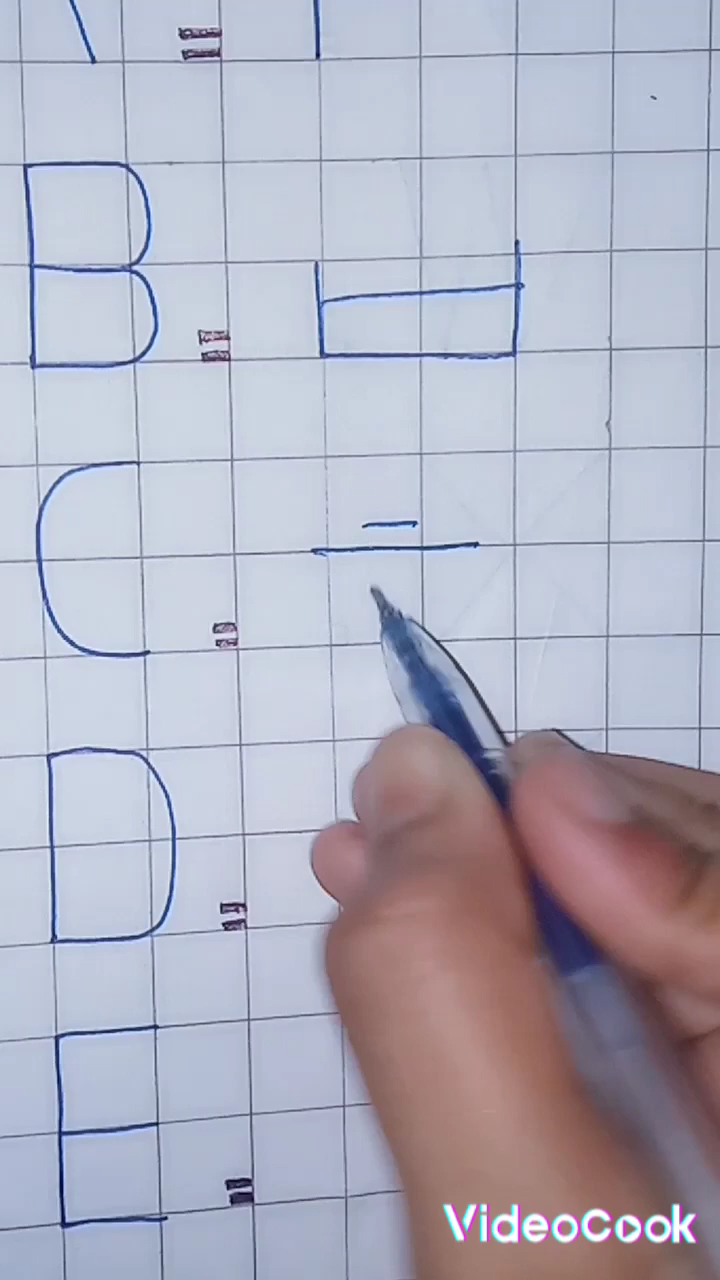 B =
C =
D =
E =
VideoCook